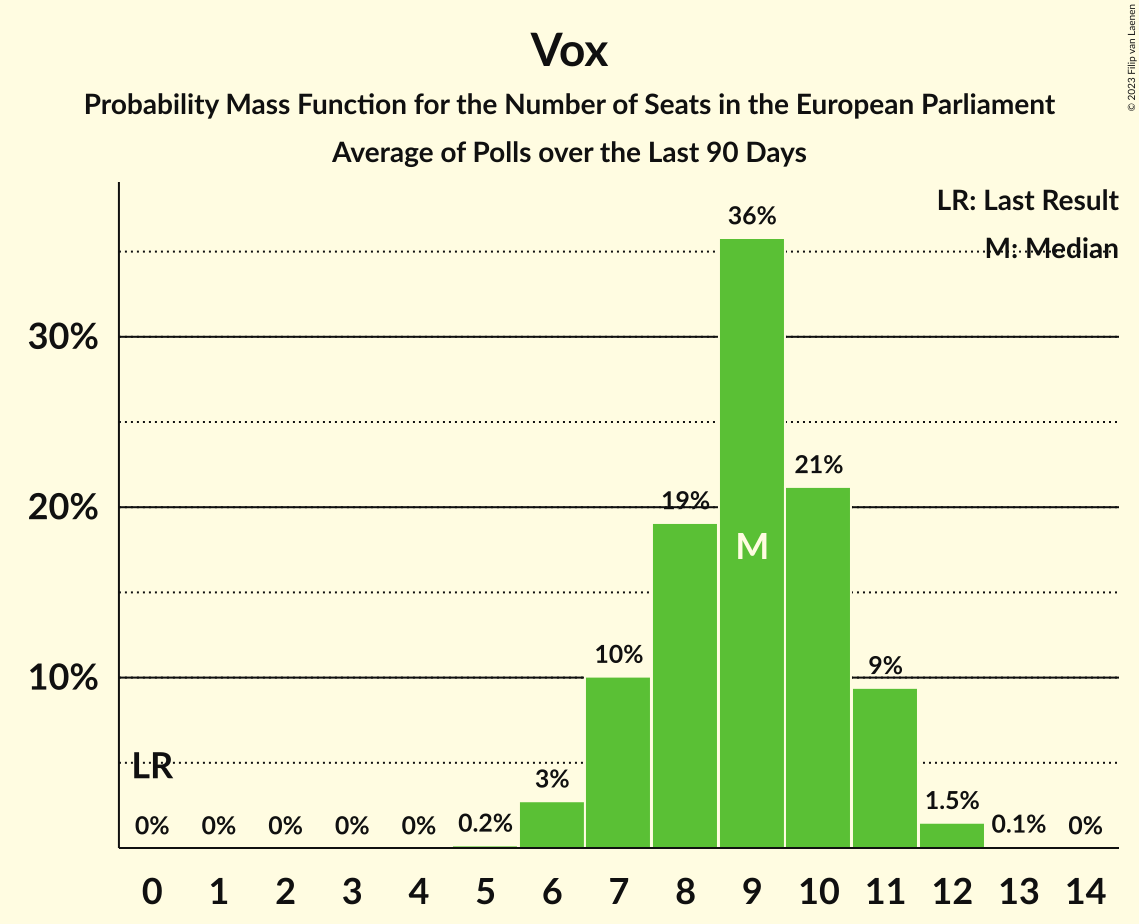 Vox
Probability Mass Function for the Number of Seats in the European Parliament
Average of Polls over the Last 90 Days
© 2023 Filip van Laenen
LR: Last Result
M: Median
36%
30%
21%
20%
19%
M
10%
10%
9%
LR
3%
1.5%
0% 0% 0% 0% 0% 0.2% 0.1% 0%
0 1 2 3 4 5 6 7 8 9 10 11 12 13 14